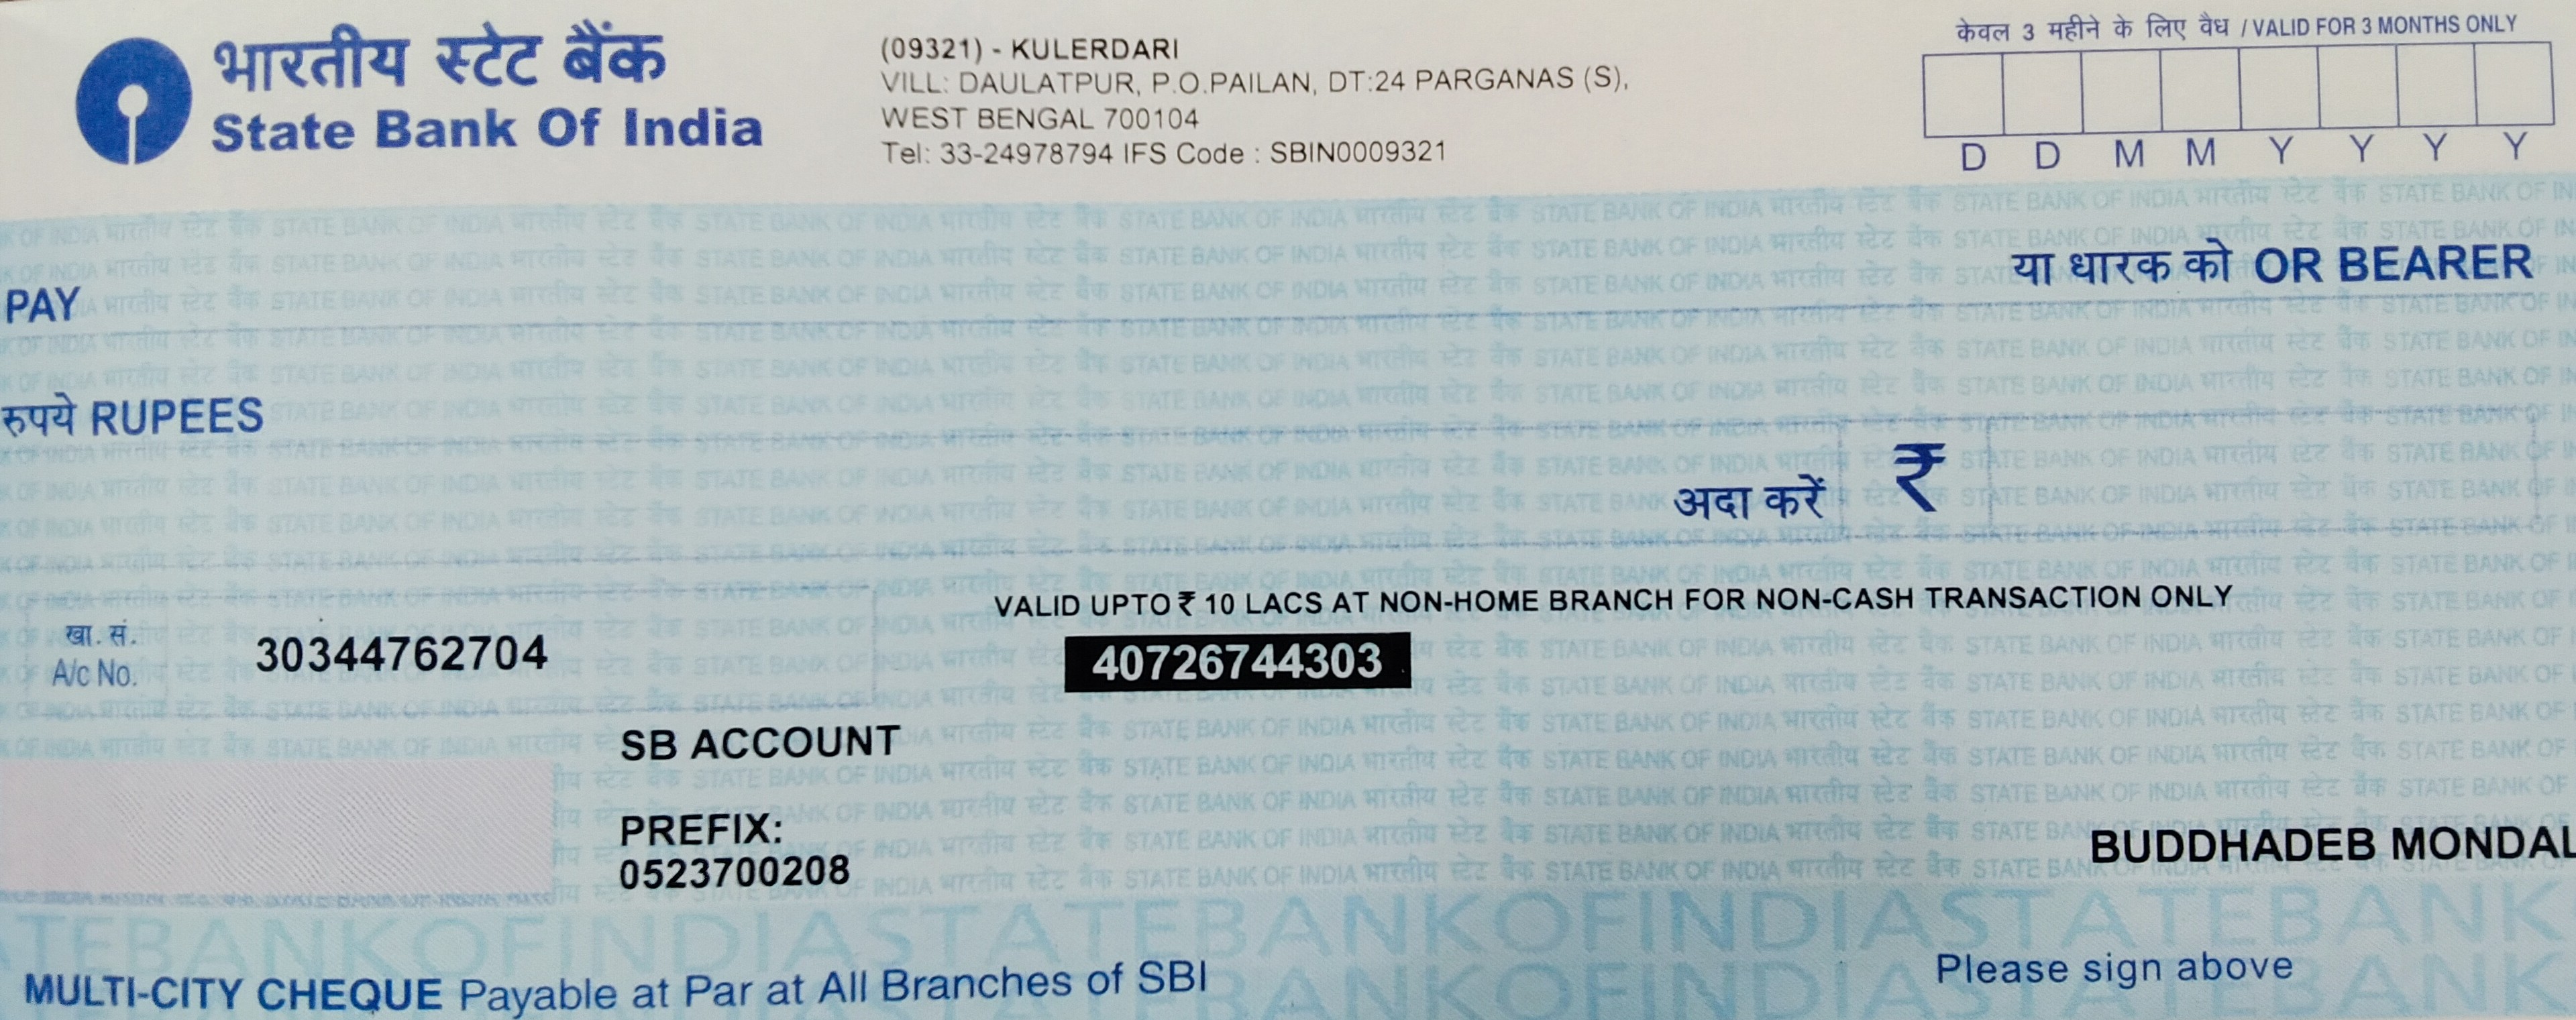 भारतीय स्टेट बैंक
State Bank Of India
(09321) - KULERDARI
VILL: DAULATPUR, P.O.PAILAN, DT:24 PARGANAS (S),
WEST BENGAL 700104
Tel: 33-24978794 IFS Code : SBIN0009321
केवल 3 महीने के लिए वैध / VALID FOR 3 MONTHS ONLY
D D M M Y Y Y Y
PAY
या धारक को OR BEARER
रुपये RUPEES
अदा करें ₹
VALID UPTO ₹ 10 LACS AT NON-HOME BRANCH FOR NON-CASH TRANSACTION ONLY
खा. सं.
A/c No.
30344762704
40726744303
SB ACCOUNT
PREFIX:
0523700208
BUDDHADEB MONDAL
MULTI-CITY CHEQUE Payable at Par at All Branches of SBI
Please sign above